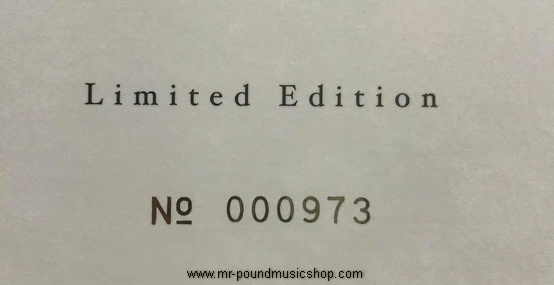 Limited Edition
Nº 000973
www.mr-poundmusicshop.com